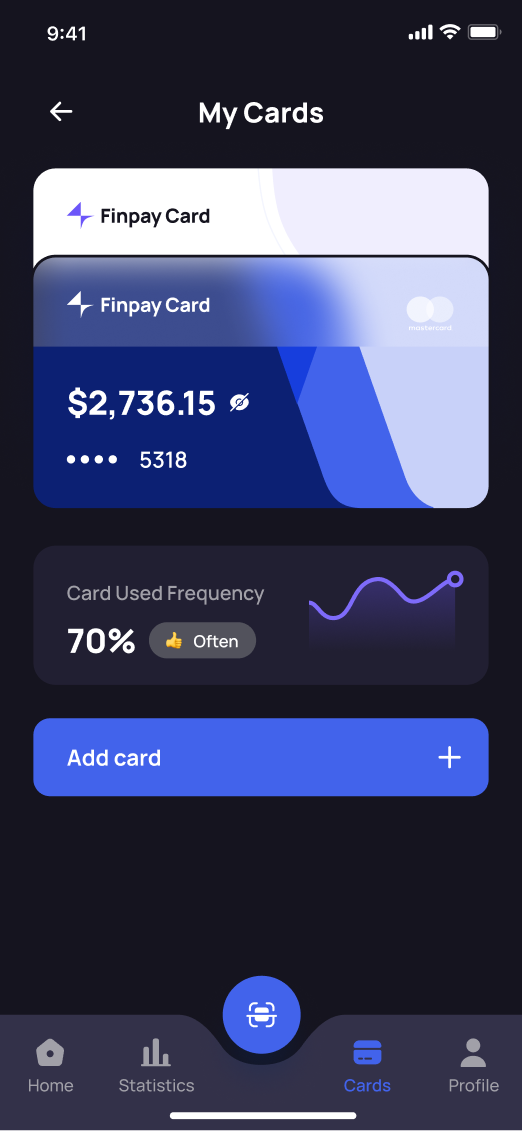 9:41
My Cards
Finpay Card
Finpay Card
mastercard
$2,736.15
•••• 5318
Card Used Frequency
70% 👍 Often
Add card
Home Statistics Cards Profile